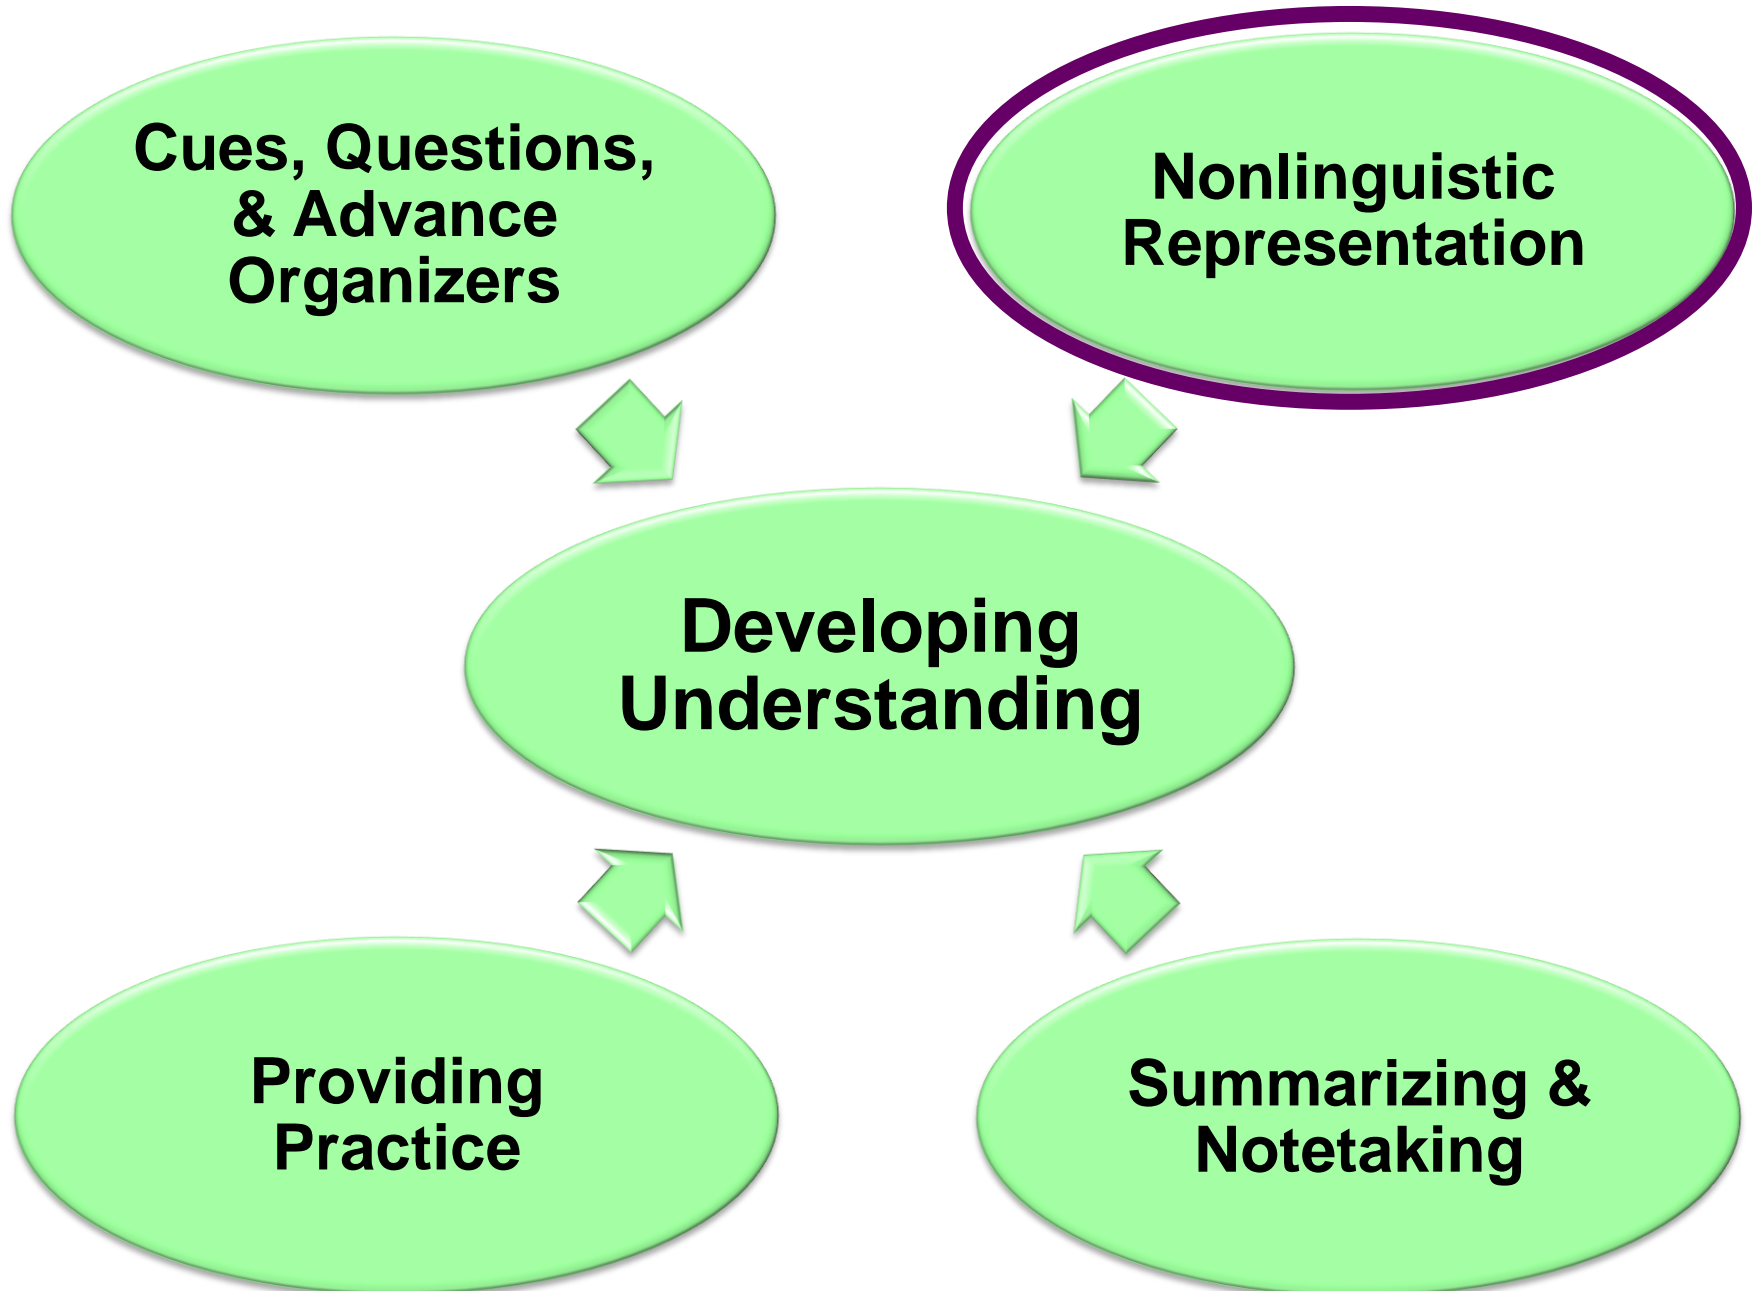 Cues, Questions,
& Advance
Organizers
Nonlinguistic
Representation
Developing
Understanding
Providing
Practice
Summarizing &
Notetaking